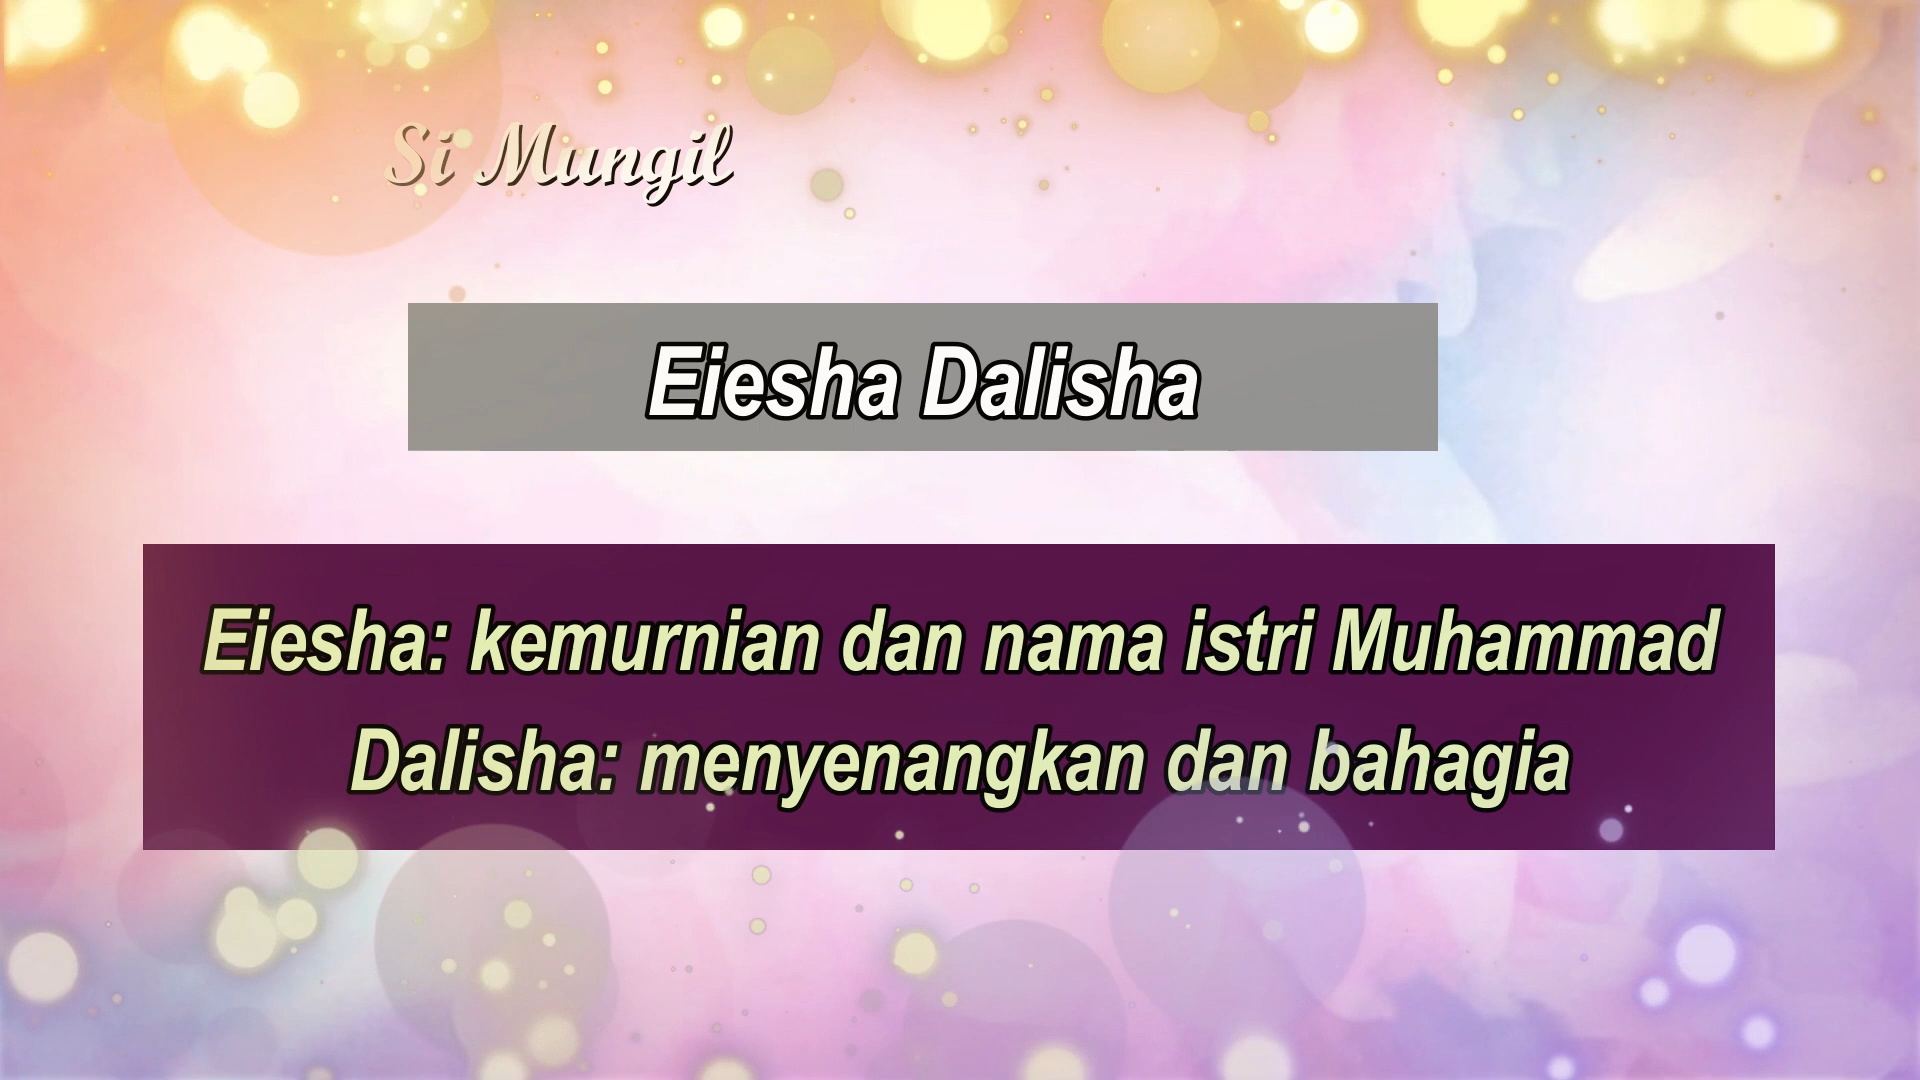 Si Mungil
Eiesha Dalisha
Eiesha: kemurnian dan nama istri Muhammad
Dalisha: menyenangkan dan bahagia